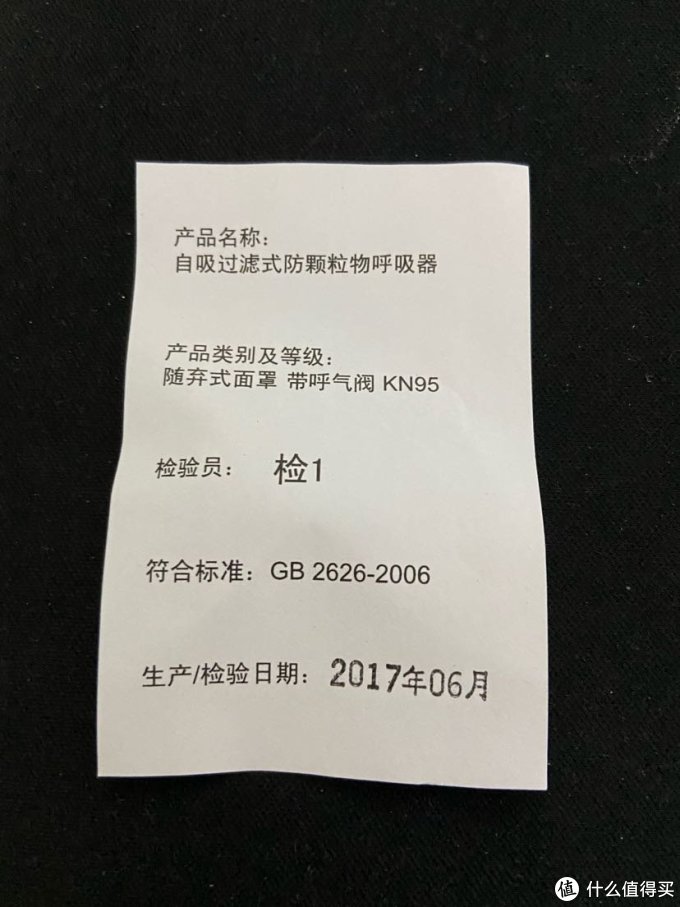 产品名称：
自吸过滤式防颗粒物呼吸器
产品类别及等级：
随弃式面罩 带呼气阀 KN95
检验员： 检1
符合标准：GB 2626-2006
生产/检验日期：2017年06月
值 什么值得买